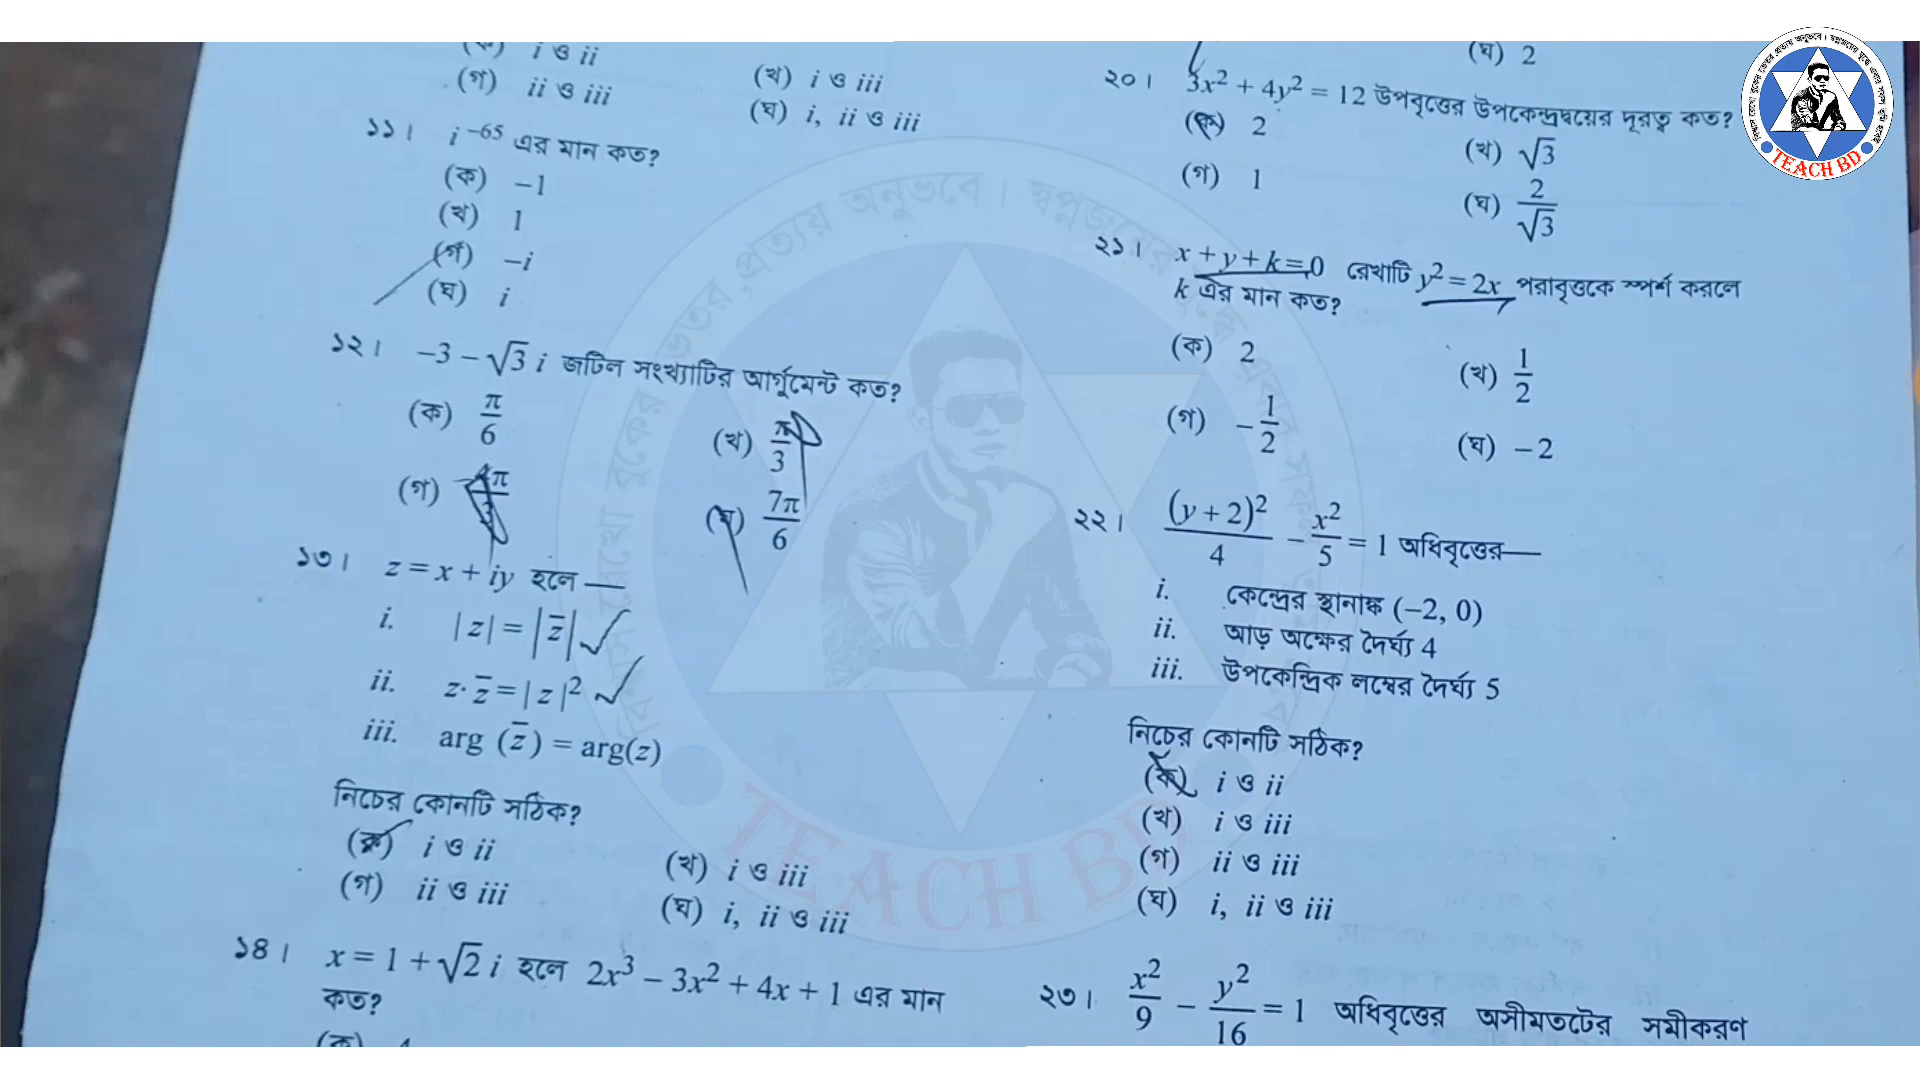 (ক) i ও ii
(খ) i ও iii
(গ) ii ও iii
(ঘ) i, ii ও iii
১১। i⁻⁶⁵ এর মান কত?
(ক) –1
(খ) 1
(গ) –i
(ঘ) i
১২। –3 – √3 i জটিল সংখ্যাটির আর্গুমেন্ট কত?
(ক) π/6
(খ) π/3
(গ) 4π/3
(ঘ) 7π/6
১৩। z = x + iy হলে —
i. |z| = |z̅|
ii. z·z̅ = |z|²
iii. arg (z̅) = arg(z)
নিচের কোনটি সঠিক?
(ক) i ও ii
(খ) i ও iii
(গ) ii ও iii
(ঘ) i, ii ও iii
১৪। x = 1 + √2 i হলে 2x³ – 3x² + 4x + 1 এর মান
কত?
(ক)
(ঘ) 2
২০। 3x² + 4y² = 12 উপবৃত্তের উপকেন্দ্রদ্বয়ের দূরত্ব কত?
(ক) 2
(খ) √3
(গ) 1
(ঘ) 2/√3
২১। x + y + k = 0 রেখাটি y² = 2x পরাবৃত্তকে স্পর্শ করলে
k এর মান কত?
(ক) 2
(খ) 1/2
(গ) –1/2
(ঘ) –2
২২। (y + 2)²/4 – x²/5 = 1 অধিবৃত্তের—
i. কেন্দ্রের স্থানাঙ্ক (–2, 0)
ii. আড় অক্ষের দৈর্ঘ্য 4
iii. উপকেন্দ্রিক লম্বের দৈর্ঘ্য 5
নিচের কোনটি সঠিক?
(ক) i ও ii
(খ) i ও iii
(গ) ii ও iii
(ঘ) i, ii ও iii
২৩। x²/9 – y²/16 = 1 অধিবৃত্তের অসীমতটের সমীকরণ
TEACH BD
TEACH BD